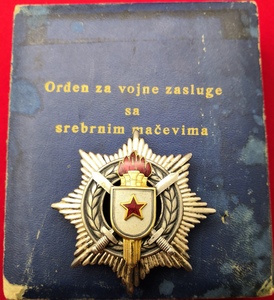 Orden za vojne zasluge
sa
srebrnim mačevima